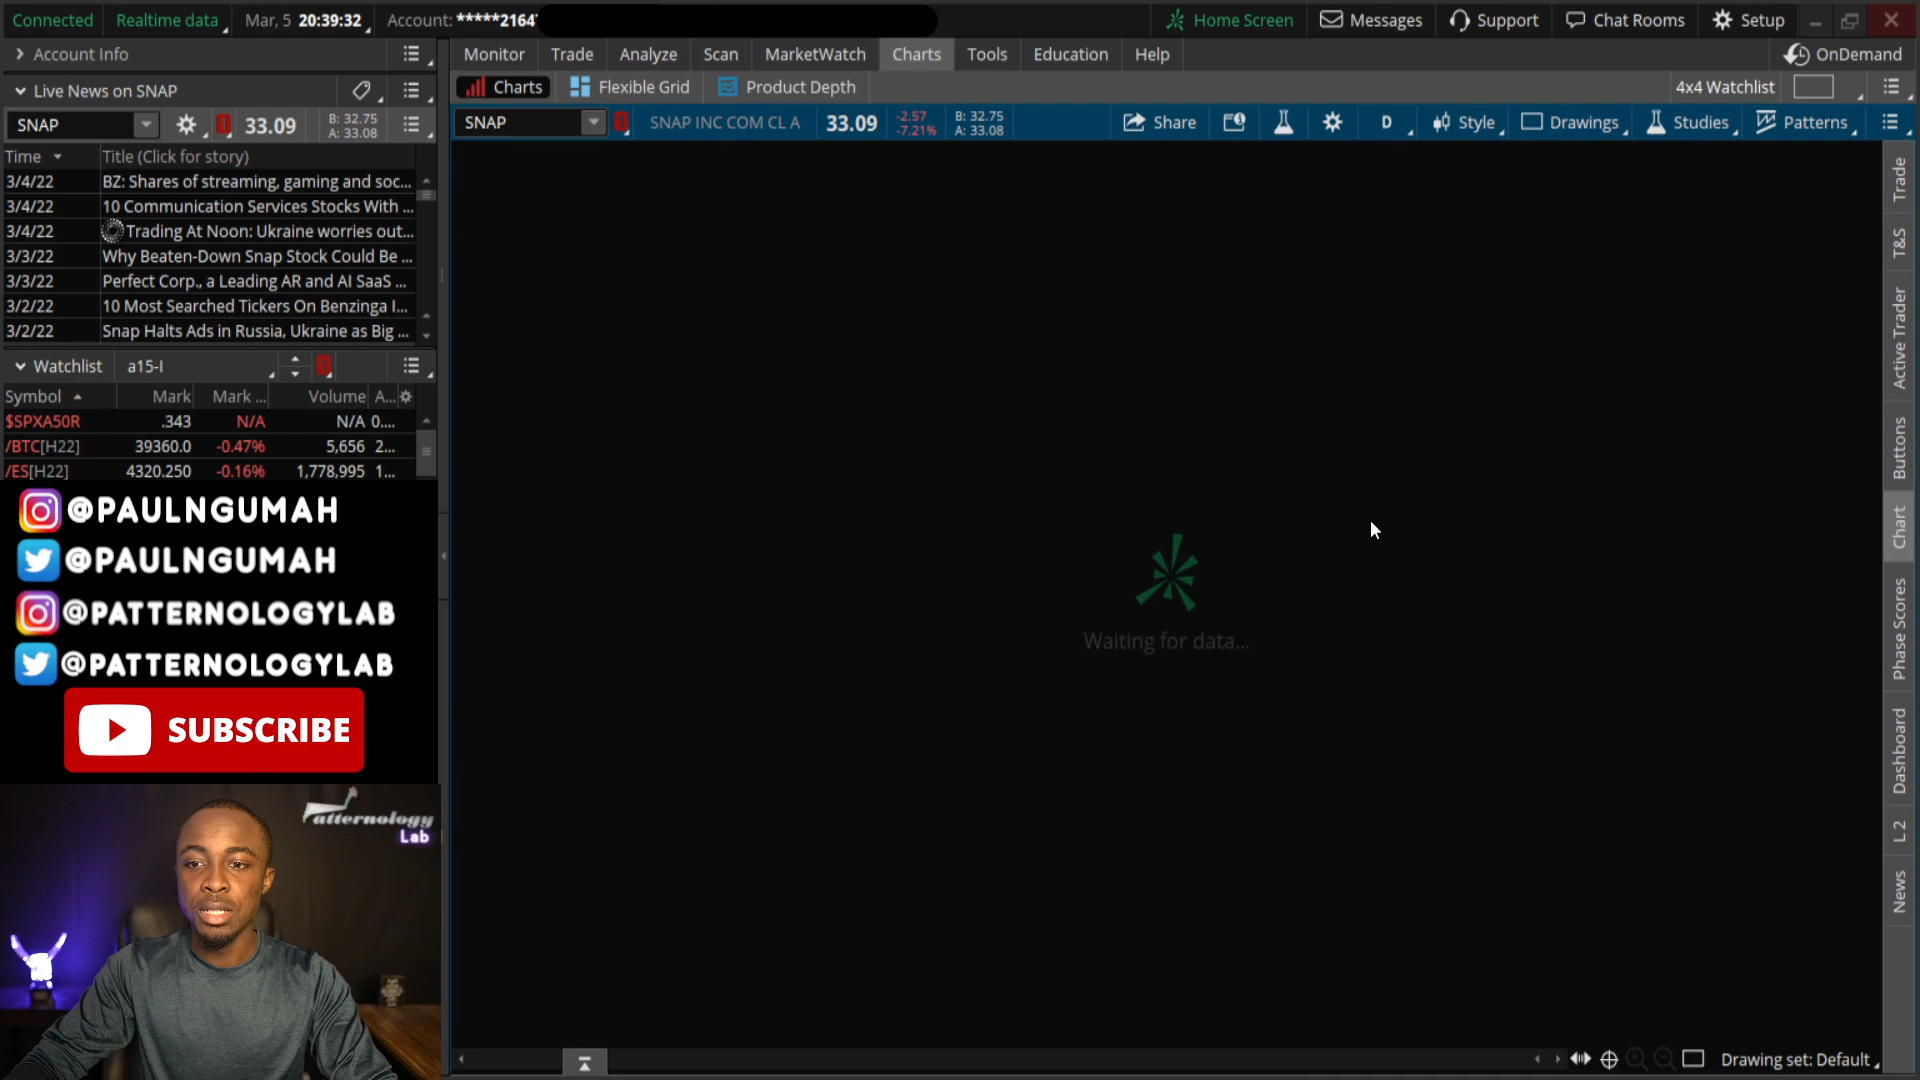 Connected Realtime data Mar, 5 20:39:32 Account: *****2164 Home Screen Messages Support Chat Rooms Setup
Account Info Monitor Trade Analyze Scan MarketWatch Charts Tools Education Help OnDemand
Live News on SNAP Charts Flexible Grid Product Depth 4x4 Watchlist
SNAP 33.09 B: 32.75 A: 33.08
SNAP SNAP INC COM CL A 33.09 -2.57 -7.21% B: 32.75 A: 33.08 Share D Style Drawings Studies Patterns
Time Title (Click for story)
3/4/22 BZ: Shares of streaming, gaming and soc...
3/4/22 10 Communication Services Stocks With ...
3/4/22 Trading At Noon: Ukraine worries out...
3/3/22 Why Beaten-Down Snap Stock Could Be ...
3/3/22 Perfect Corp., a Leading AR and AI SaaS ...
3/2/22 10 Most Searched Tickers On Benzinga I...
3/2/22 Snap Halts Ads in Russia, Ukraine as Big ...
Watchlist a15-I
Symbol Mark Mark ... Volume A...
$SPXA50R .343 N/A N/A 0....
/BTC[H22] 39360.0 -0.47% 5,656 2...
/ES[H22] 4320.250 -0.16% 1,778,995 1...
@PAULNGUMAH
@PAULNGUMAH
@PATTERNOLOGYLAB
@PATTERNOLOGYLAB
SUBSCRIBE
Patternology
Lab
Waiting for data...
Trade
T&S
Active Trader
Buttons
Chart
Phase Scores
Dashboard
L 2
News
Drawing set: Default